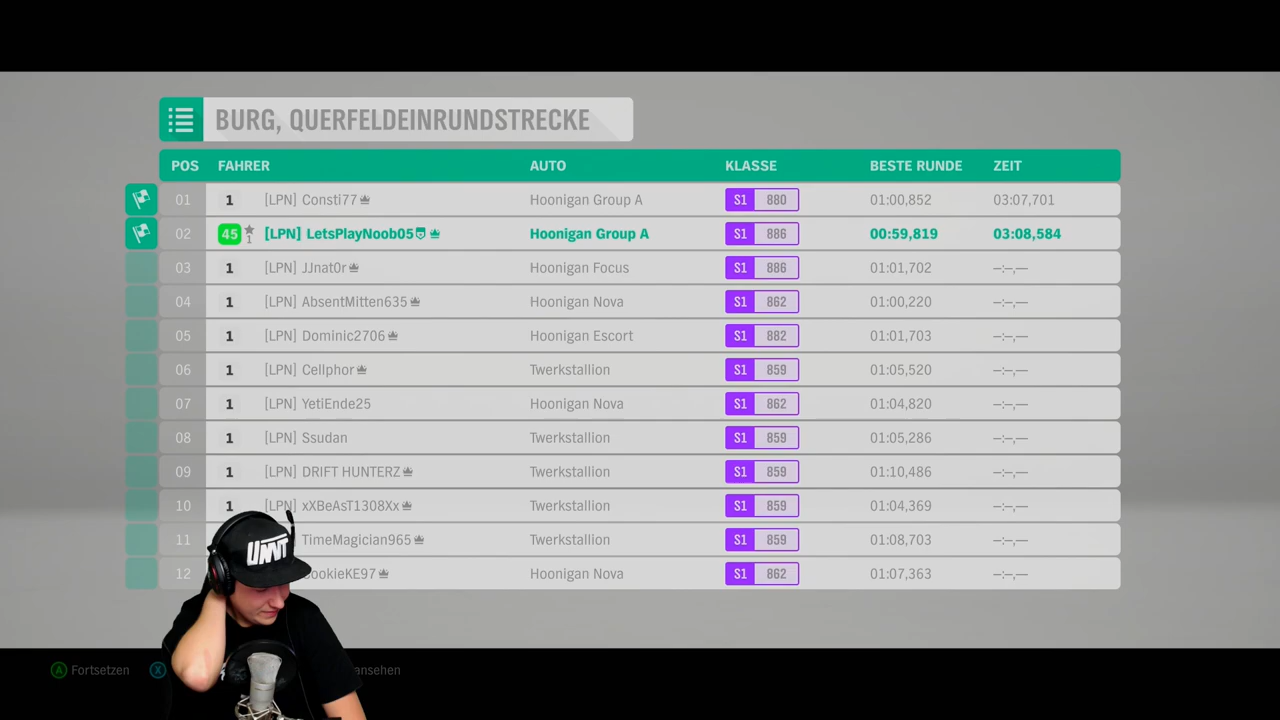 BURG, QUERFELDEINRUNDSTRECKE
POS FAHRER AUTO KLASSE BESTE RUNDE ZEIT
01 1 [LPN] Consti77 Hoonigan Group A S1 880 01:00,852 03:07,701
02 45 1 [LPN] LetsPlayNoob05 Hoonigan Group A S1 886 00:59,819 03:08,584
03 1 [LPN] JJnat0r Hoonigan Focus S1 886 01:01,702 --:--,---
04 1 [LPN] AbsentMitten635 Hoonigan Nova S1 862 01:00,220 --:--,---
05 1 [LPN] Dominic2706 Hoonigan Escort S1 882 01:01,703 --:--,---
06 1 [LPN] Cellphor Twerkstallion S1 859 01:05,520 --:--,---
07 1 [LPN] YetiEnde25 Hoonigan Nova S1 862 01:04,820 --:--,---
08 1 [LPN] Ssudan Twerkstallion S1 859 01:05,286 --:--,---
09 1 [LPN] DRIFT HUNTERZ Twerkstallion S1 859 01:10,486 --:--,---
10 1 [LPN] xXBeAsT1308Xx Twerkstallion S1 859 01:04,369 --:--,---
11 TimeMagician965 Twerkstallion S1 859 01:08,703 --:--,---
12 ookieKE97 Hoonigan Nova S1 862 01:07,363 --:--,---
A Fortsetzen X ansehen